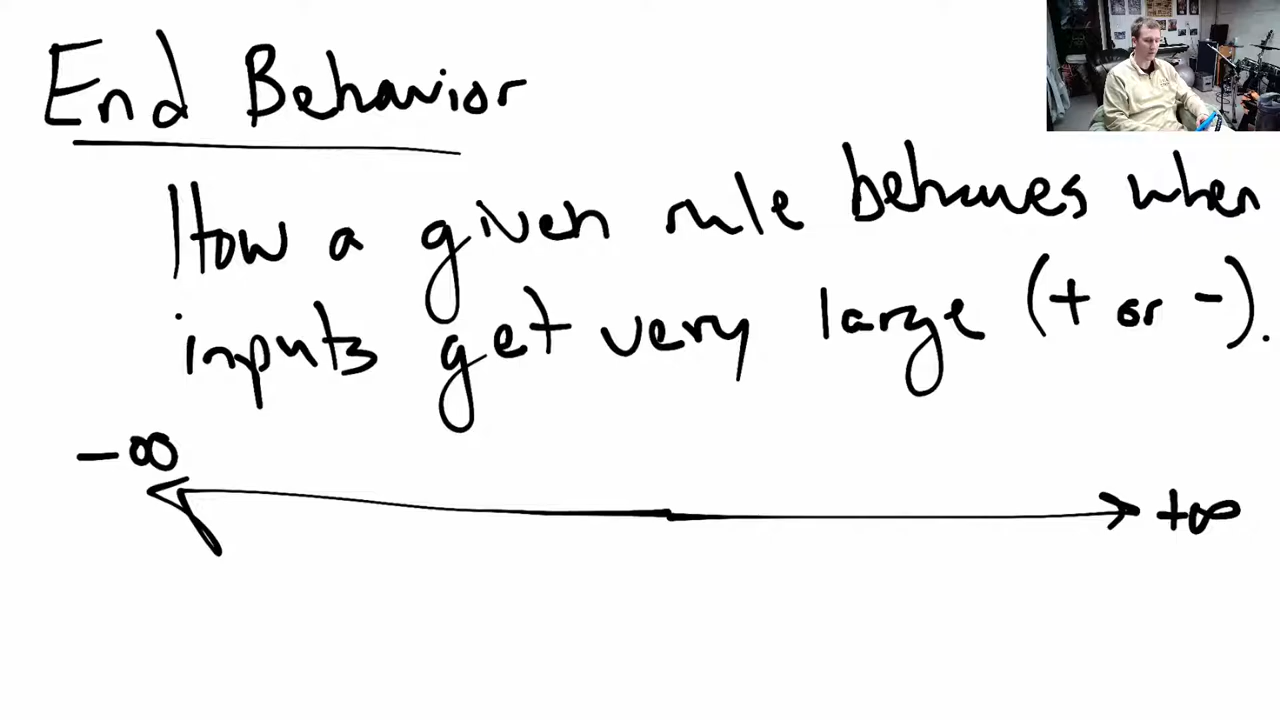 End Behavior
How a given rule behaves when
inputs get very large (+ or -).
-∞
+∞